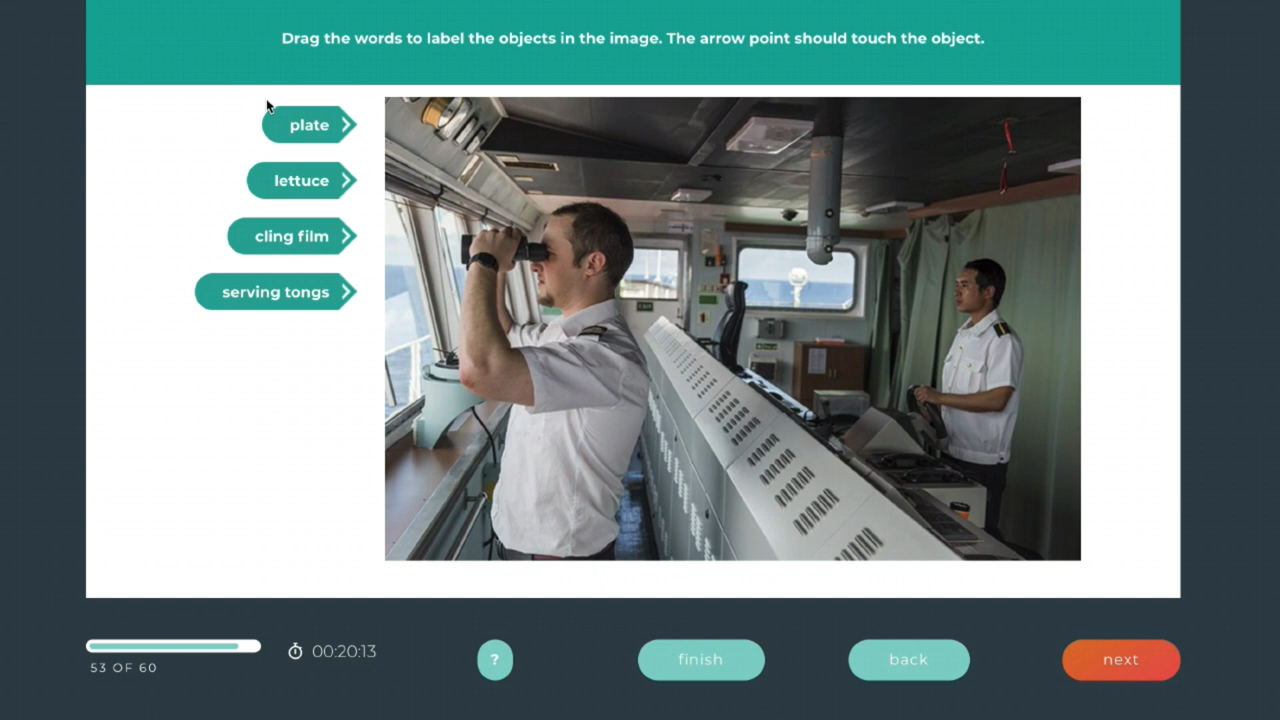 Drag the words to label the objects in the image. The arrow point should touch the object.
plate
lettuce
cling film
serving tongs
53 OF 60
00:20:13
?
finish
back
next